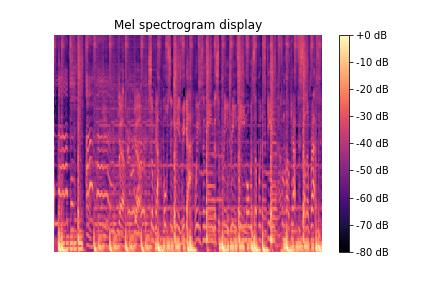 Mel spectrogram display
+0 dB
-10 dB
-20 dB
-30 dB
-40 dB
-50 dB
-60 dB
-70 dB
-80 dB